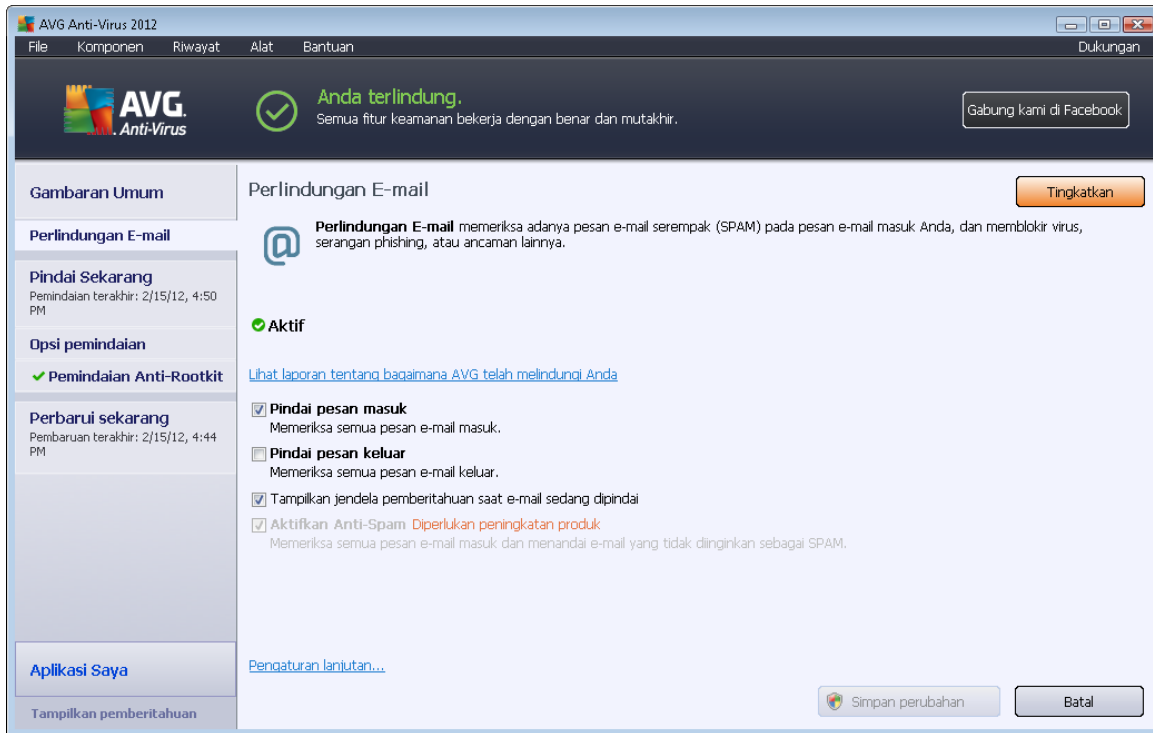 AVG Anti-Virus 2012
File Komponen Riwayat Alat Bantuan Dukungan
AVG.
Anti-Virus
Anda terlindung.
Semua fitur keamanan bekerja dengan benar dan mutakhir.
Gabung kami di Facebook
Gambaran Umum
Perlindungan E-mail
Pindai Sekarang
Pemindaian terakhir: 2/15/12, 4:50
PM
Opsi pemindaian
Pemindaian Anti-Rootkit
Perbarui sekarang
Pembaruan terakhir: 2/15/12, 4:44
PM
Aplikasi Saya
Tampilkan pemberitahuan
Perlindungan E-mail
Tingkatkan
Perlindungan E-mail memeriksa adanya pesan e-mail serempak (SPAM) pada pesan e-mail masuk Anda, dan memblokir virus,
serangan phishing, atau ancaman lainnya.
Aktif
Lihat laporan tentang bagaimana AVG telah melindungi Anda
Pindai pesan masuk
Memeriksa semua pesan e-mail masuk.
Pindai pesan keluar
Memeriksa semua pesan e-mail keluar.
Tampilkan jendela pemberitahuan saat e-mail sedang dipindai
Aktifkan Anti-Spam Diperlukan peningkatan produk
Memeriksa semua pesan e-mail masuk dan menandai e-mail yang tidak diinginkan sebagai SPAM.
Pengaturan lanjutan...
Simpan perubahan
Batal